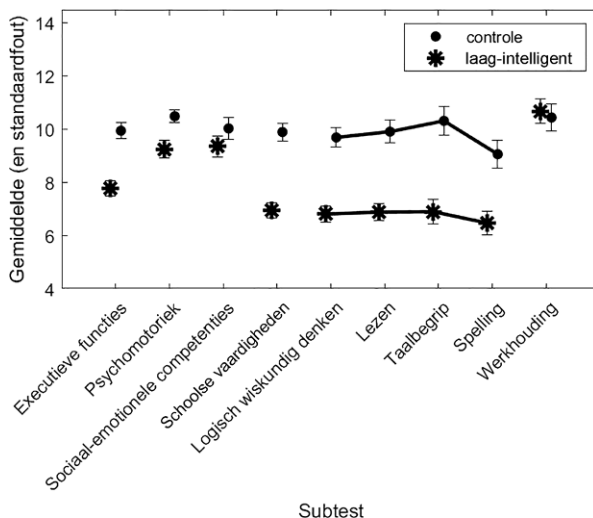 Gemiddelde (en standaardfout)
14
12
10
8
6
4
controle
laag-intelligent
Executieve functies
Psychomotoriek
Sociaal-emotionele competenties
Schoolse vaardigheden
Logisch wiskundig denken
Lezen
Taalbegrip
Spelling
Werkhouding
Subtest